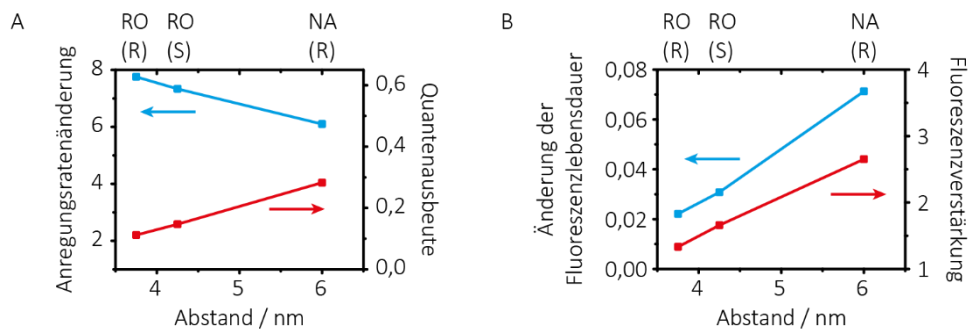 A
RO
(R)
RO
(S)
NA
(R)
Anregungsratenänderung
8
6
4
2
0,6
0,4
0,2
0,0
Quantenausbeute
4
5
6
Abstand / nm
B
RO
(R)
RO
(S)
NA
(R)
Änderung der
Fluoreszenzlebensdauer
0,08
0,06
0,04
0,02
0,00
4
3
2
1
Fluoreszenzverstärkung
4
5
6
Abstand / nm